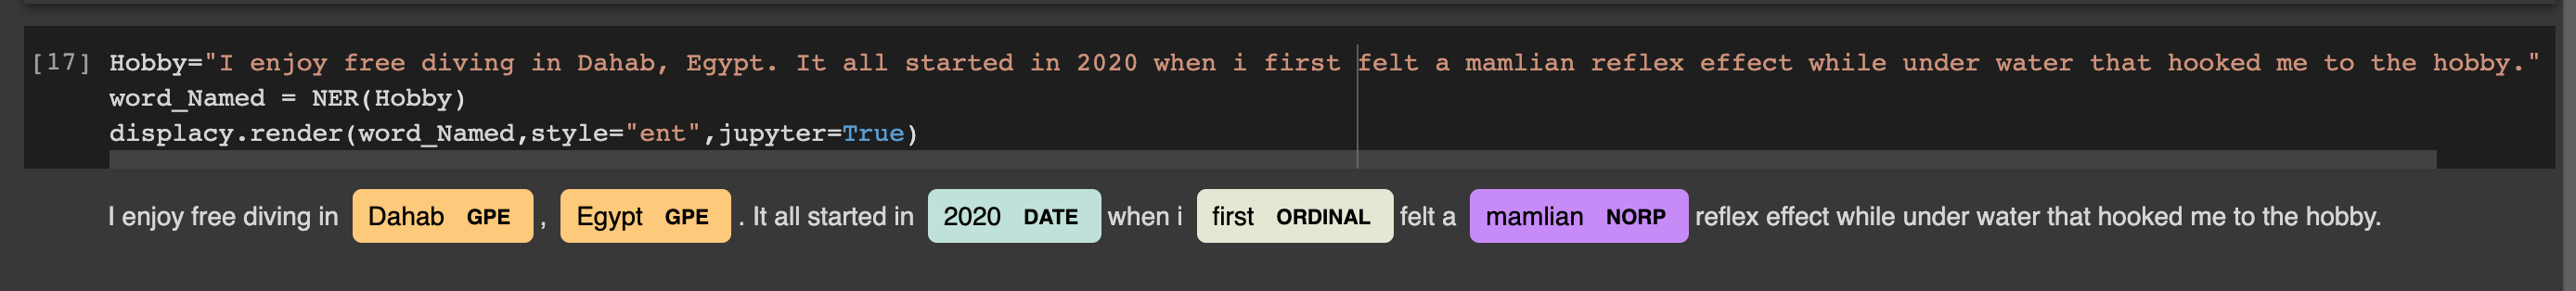 [17] Hobby="I enjoy free diving in Dahab, Egypt. It all started in 2020 when i first felt a mamlian reflex effect while under water that hooked me to the hobby."
word_Named = NER(Hobby)
displacy.render(word_Named,style="ent",jupyter=True)
I enjoy free diving in Dahab GPE , Egypt GPE . It all started in 2020 DATE when i first ORDINAL felt a mamlian NORP reflex effect while under water that hooked me to the hobby.